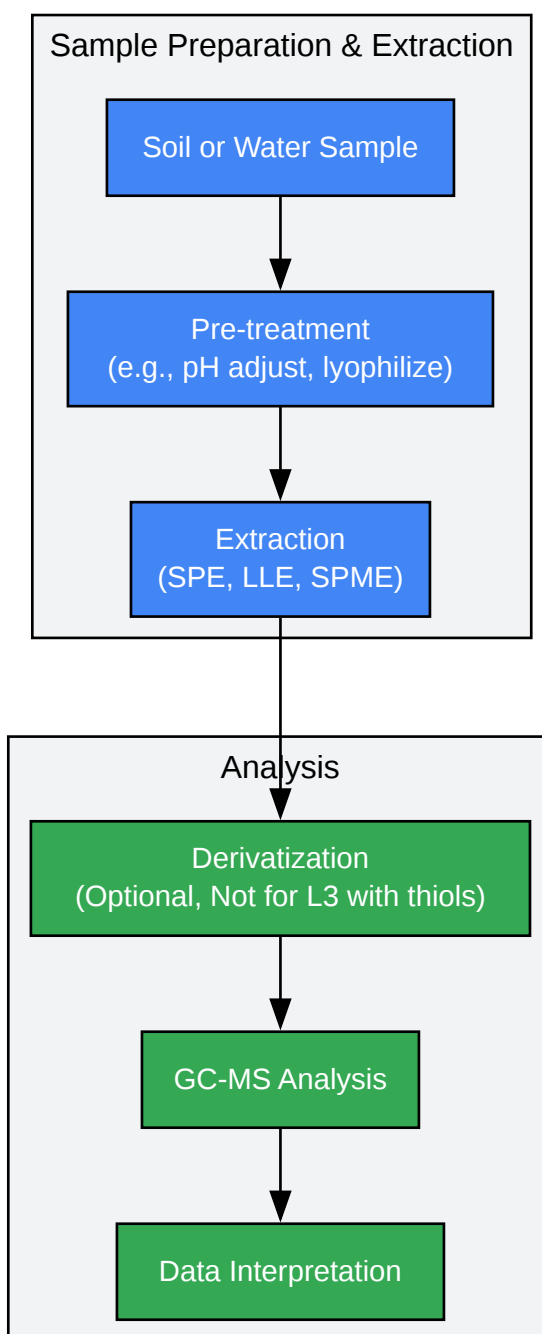 Sample Preparation & Extraction
Soil or Water Sample
Pre-treatment
(e.g., pH adjust, lyophilize)
Extraction
(SPE, LLE, SPME)
Analysis
Derivatization
(Optional, Not for L3 with thiols)
GC-MS Analysis
Data Interpretation